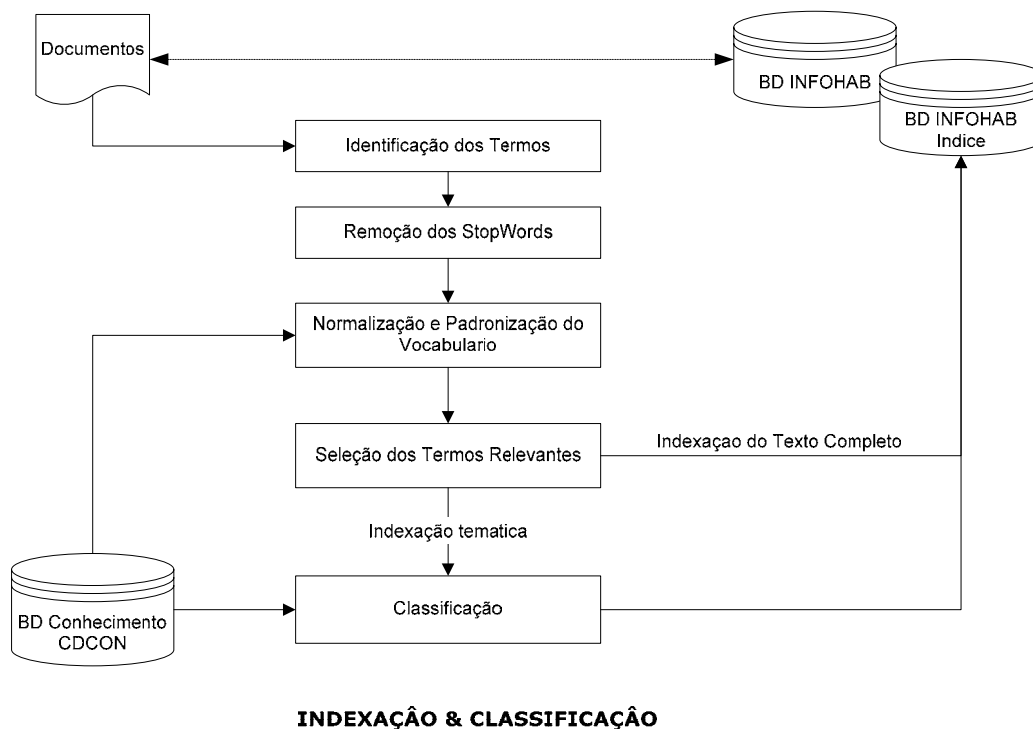 Documentos
BD INFOHAB
BD INFOHAB
Indice
Identificação dos Termos
Remoção dos StopWords
Normalização e Padronização do
Vocabulario
Seleção dos Termos Relevantes
Indexaçao do Texto Completo
Indexação tematica
Classificação
BD Conhecimento
CDCON
INDEXAÇÂO & CLASSIFICAÇÂO